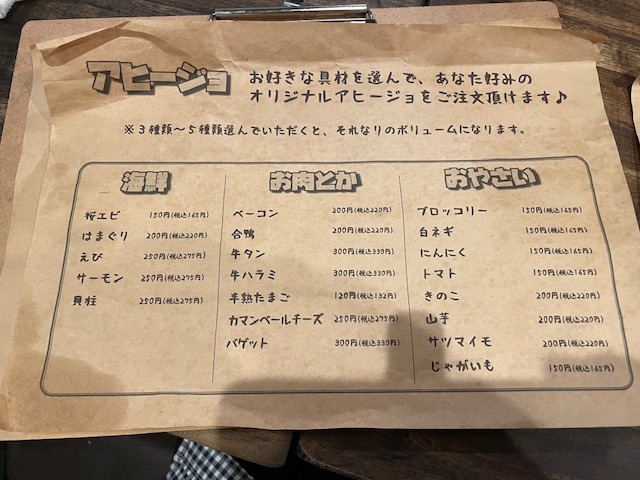 アヒージョ
お好きな具材を選んで、あなた好みの
オリジナルアヒージョをご注文頂けます♪
※3種類〜5種類選んでいただくと、それなりのボリュームになります。
海鮮
桜エビ 150円(税込165円)
はまぐり 200円(税込220円)
えび 250円(税込275円)
サーモン 250円(税込275円)
貝柱 250円(税込275円)
お肉とか
ベーコン 200円(税込220円)
合鴨 200円(税込220円)
牛タン 300円(税込330円)
牛ハラミ 300円(税込330円)
半熟たまご 120円(税込132円)
カマンベールチーズ 250円(税込275円)
バゲット 300円(税込330円)
おやさい
ブロッコリー 150円(税込165円)
白ネギ 150円(税込165円)
にんにく 150円(税込165円)
トマト 150円(税込165円)
きのこ 200円(税込220円)
山芋 200円(税込220円)
サツマイモ 200円(税込220円)
じゃがいも 150円(税込165円)